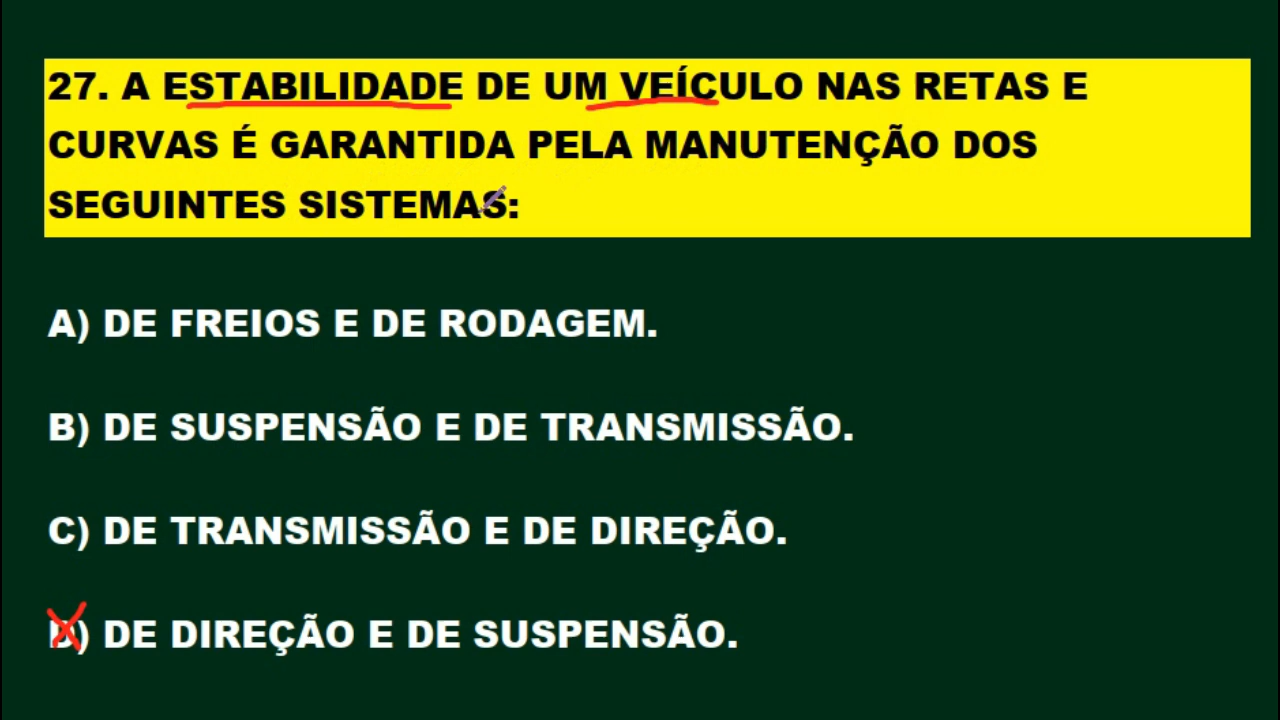 27. A ESTABILIDADE DE UM VEÍCULO NAS RETAS E
CURVAS É GARANTIDA PELA MANUTENÇÃO DOS
SEGUINTES SISTEMAS:
A) DE FREIOS E DE RODAGEM.
B) DE SUSPENSÃO E DE TRANSMISSÃO.
C) DE TRANSMISSÃO E DE DIREÇÃO.
D) DE DIREÇÃO E DE SUSPENSÃO.